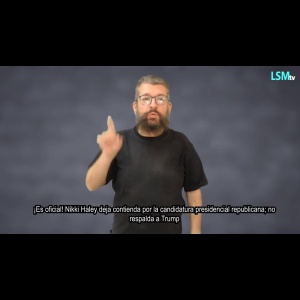 LSMtv
¡Es oficial! Nikki Haley deja contienda por la candidatura presidencial republicana; no
respalda a Trump